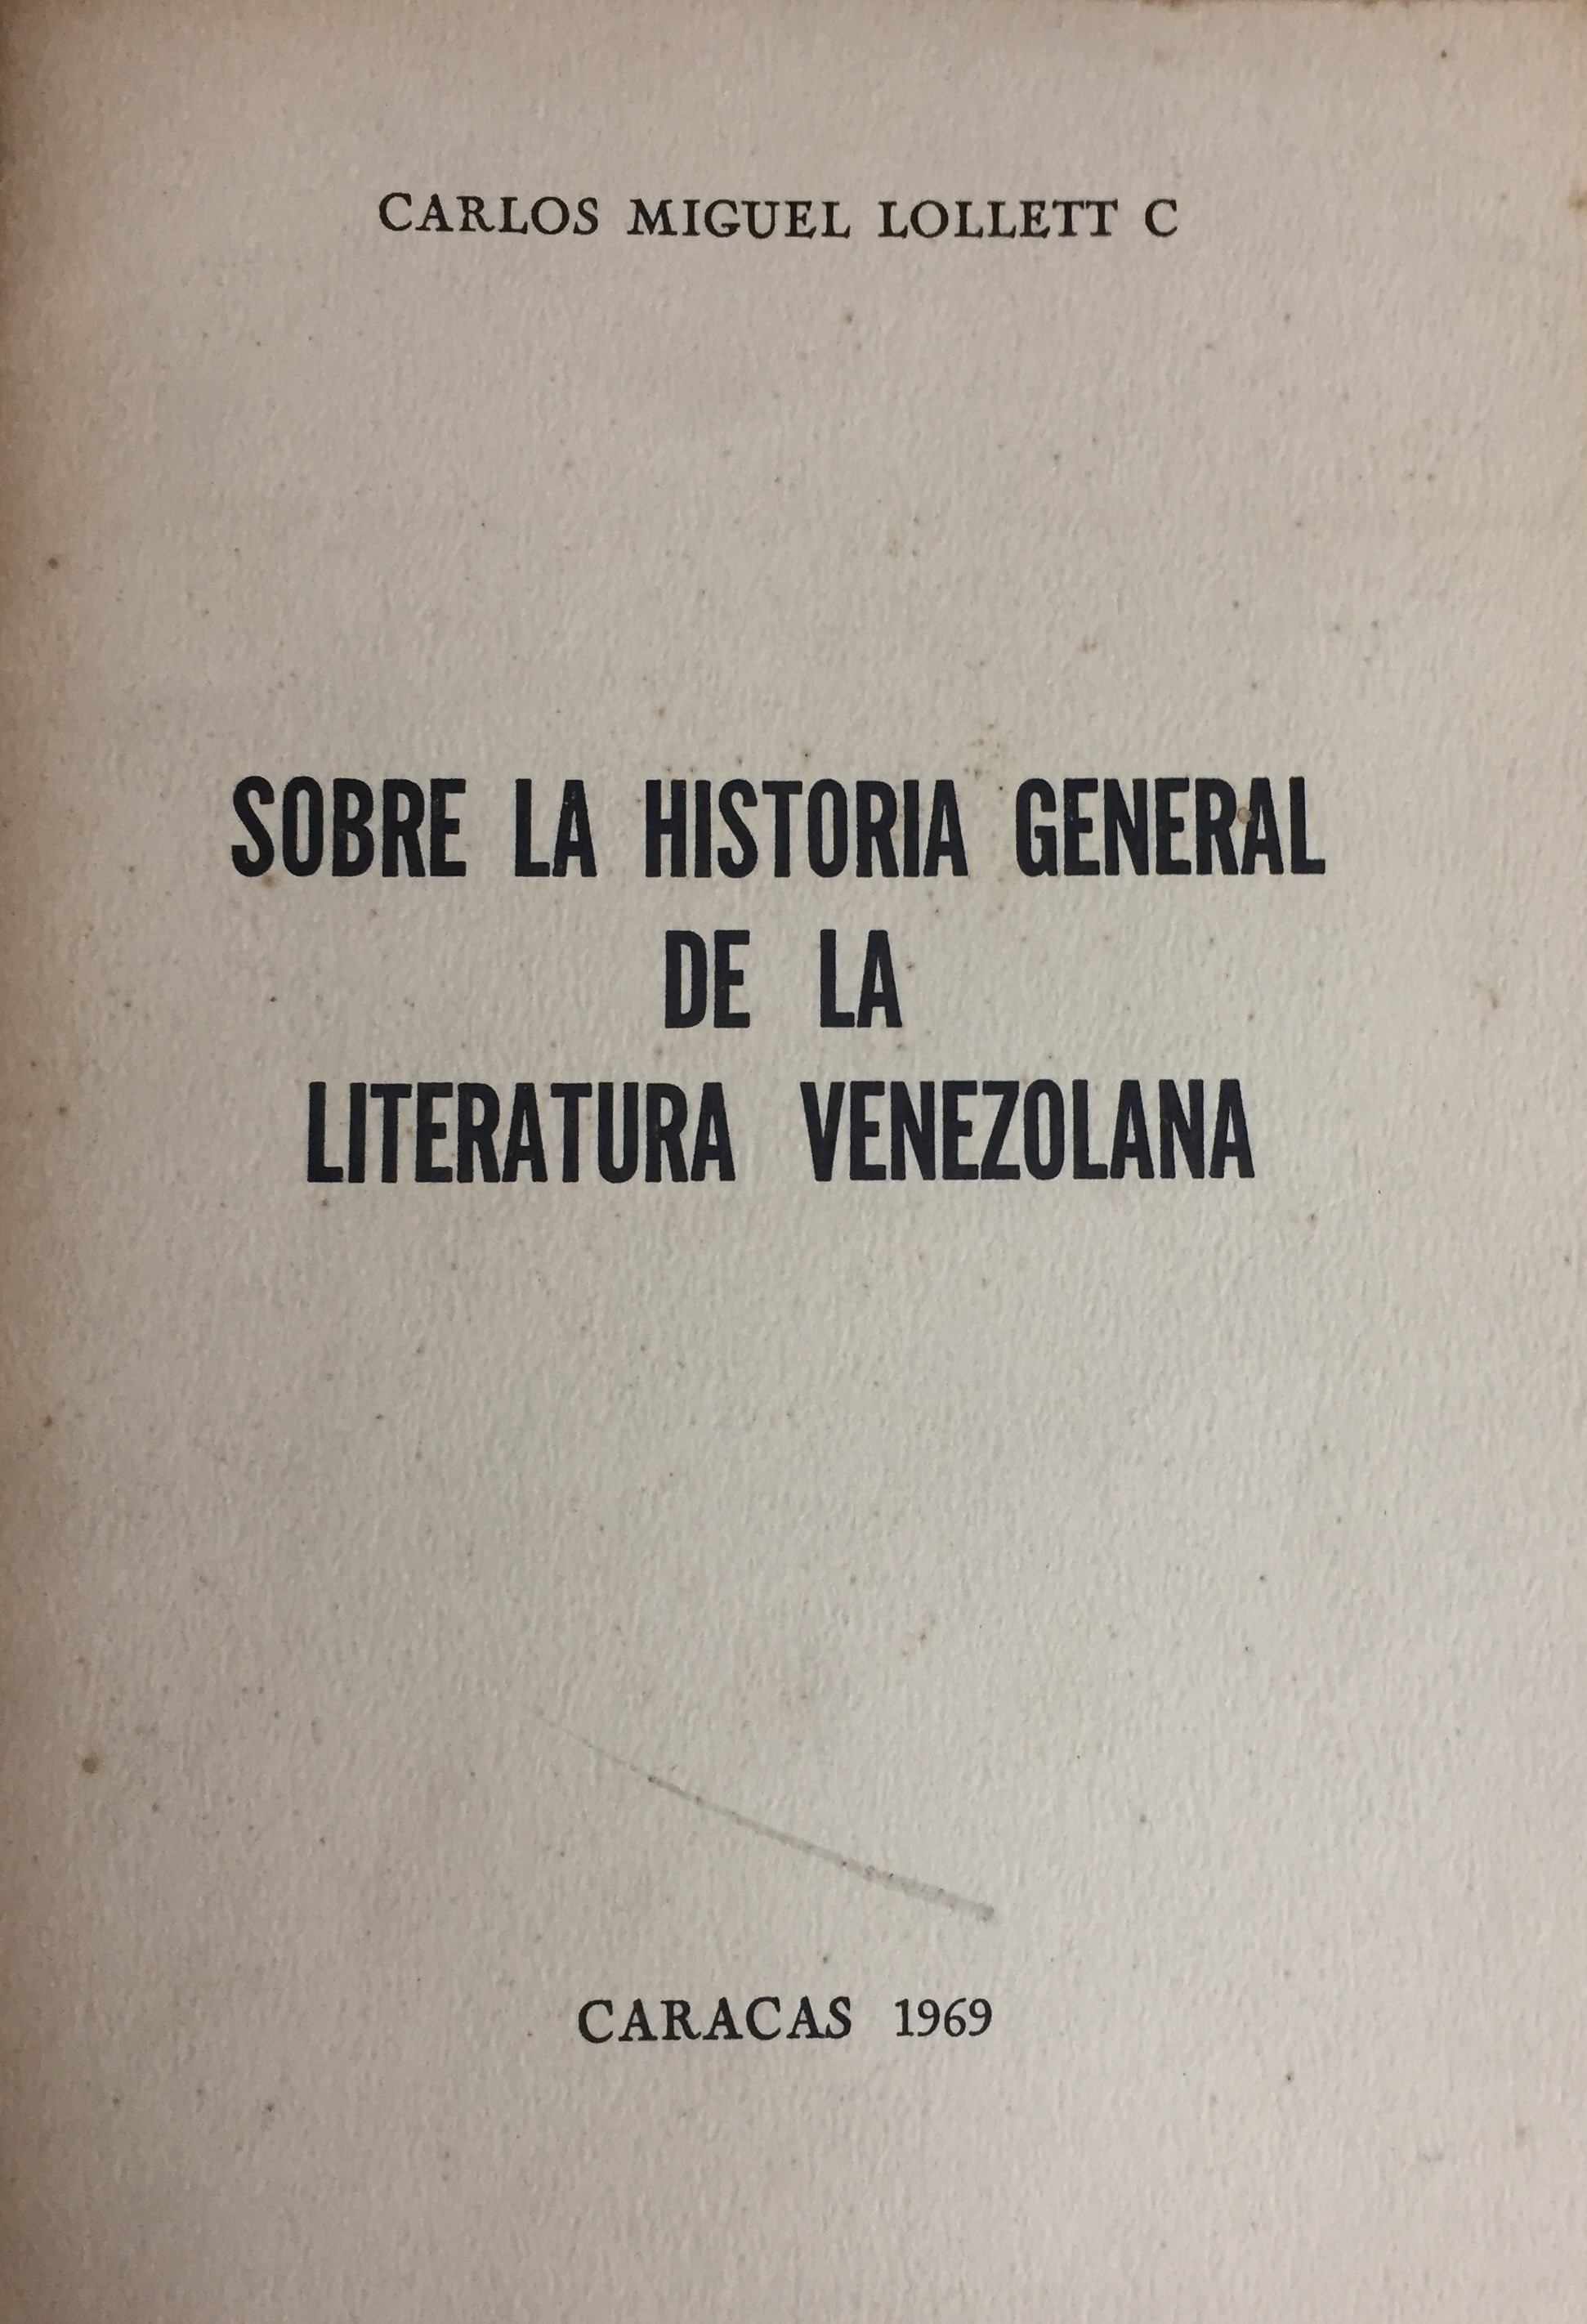 CARLOS MIGUEL LOLLETT C
SOBRE LA HISTORIA GENERAL
DE LA
LITERATURA VENEZOLANA
CARACAS 1969